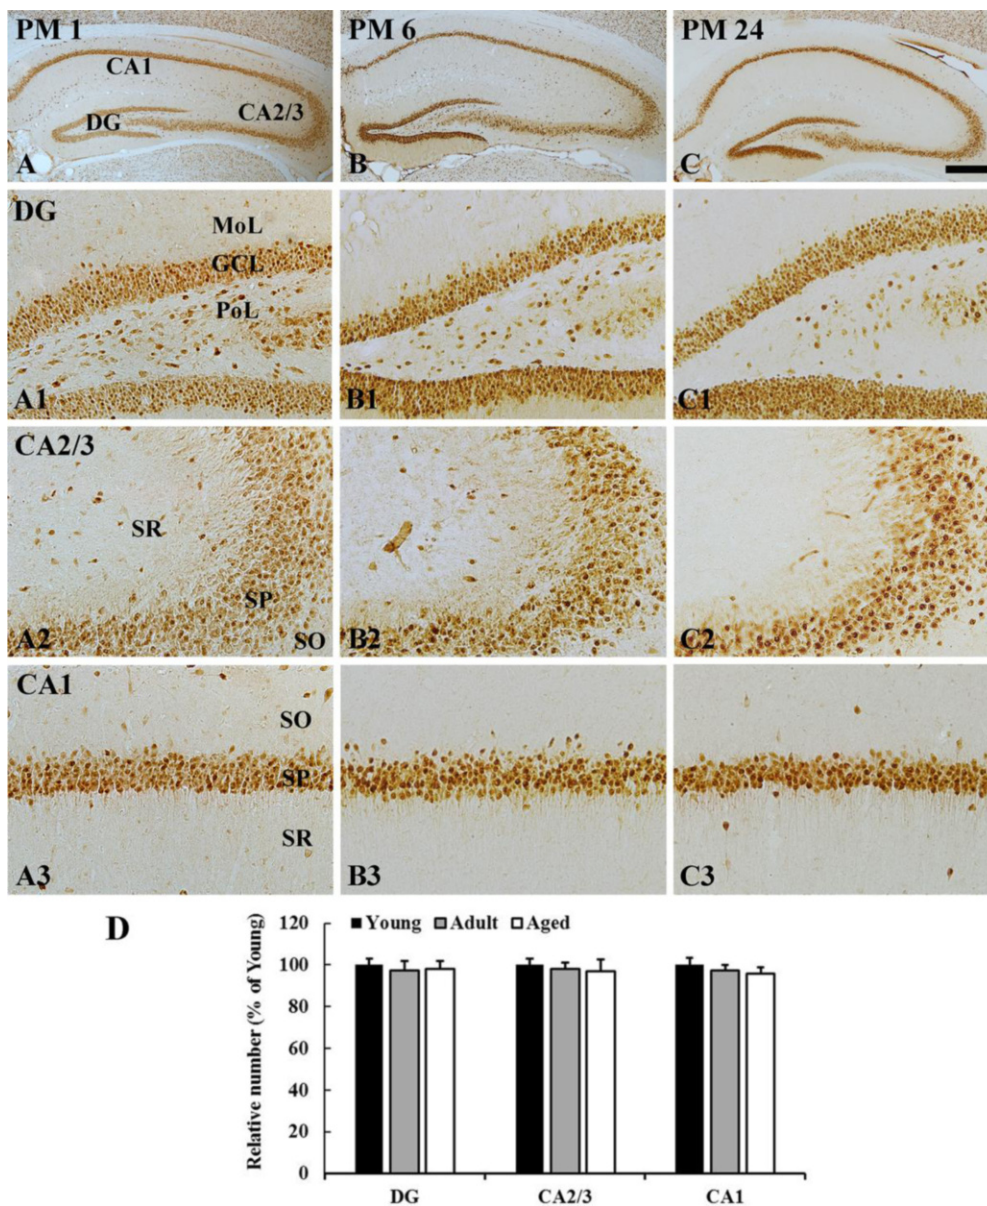 PM 1
PM 6
PM 24
CA1
CA2/3
DG
A
B
C
DG
MoL
GCL
PoL
A1
B1
C1
CA2/3
SR
SP
SO
A2
B2
C2
CA1
SO
SP
SR
A3
B3
C3
D
Relative number (% of Young)
120
100
80
60
40
20
0
Young Adult Aged
DG CA2/3 CA1